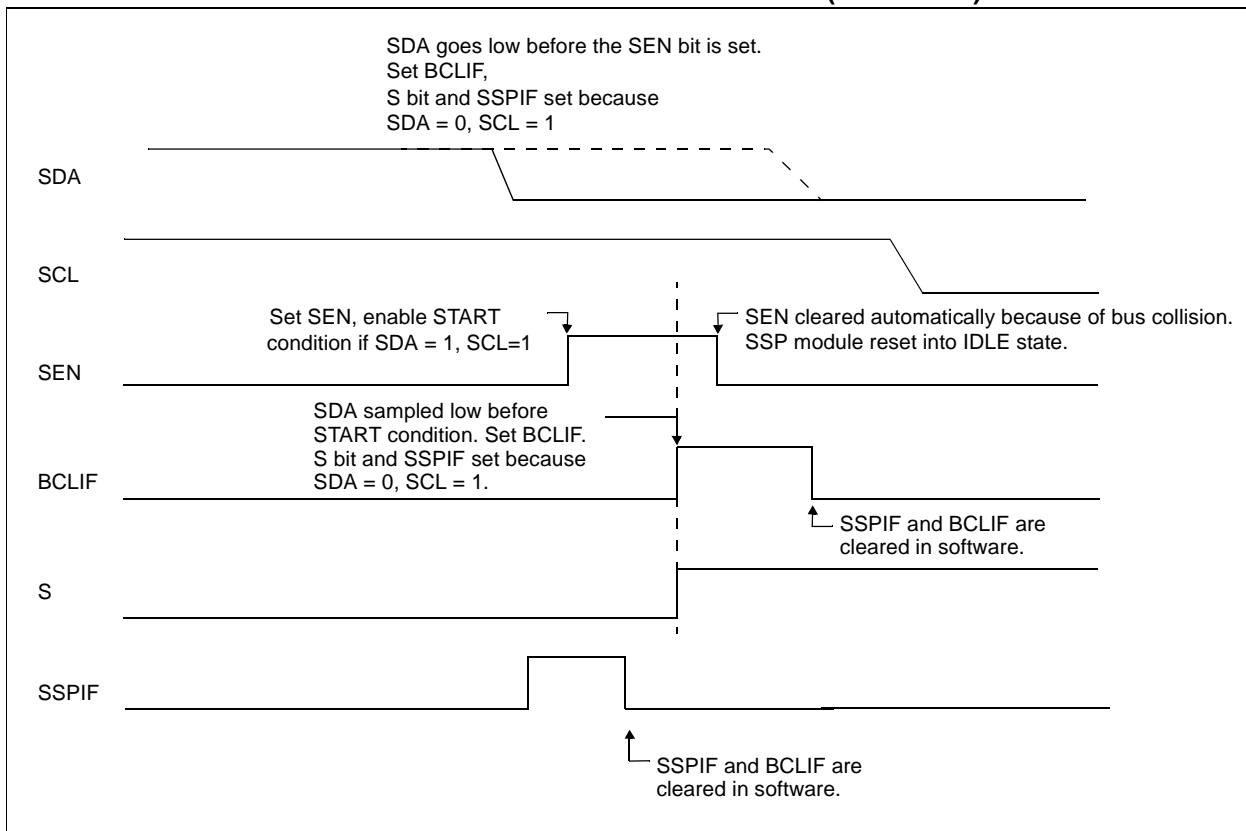 SDA goes low before the SEN bit is set.
Set BCLIF,
S bit and SSPIF set because
SDA = 0, SCL = 1
SDA
SCL
Set SEN, enable START
condition if SDA = 1, SCL=1
SEN cleared automatically because of bus collision.
SSP module reset into IDLE state.
SEN
SDA sampled low before
START condition. Set BCLIF.
S bit and SSPIF set because
SDA = 0, SCL = 1.
BCLIF
SSPIF and BCLIF are
cleared in software.
S
SSPIF
SSPIF and BCLIF are
cleared in software.